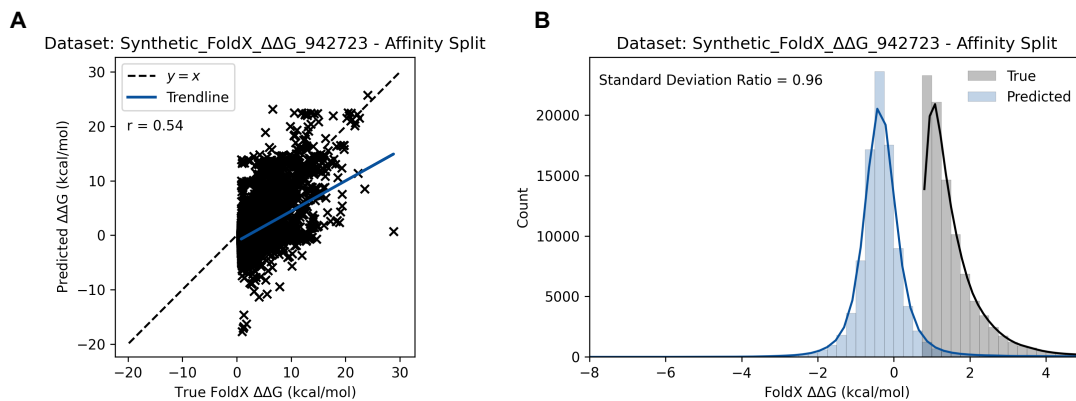 A
Dataset: Synthetic_FoldX_ΔΔG_942723 - Affinity Split
y = x
Trendline
r = 0.54
Predicted ΔΔG (kcal/mol)
30
20
10
0
−10
−20
−20
−10
0
10
20
30
True FoldX ΔΔG (kcal/mol)
B
Dataset: Synthetic_FoldX_ΔΔG_942723 - Affinity Split
Standard Deviation Ratio = 0.96
True
Predicted
Count
20000
15000
10000
5000
0
−8
−6
−4
−2
0
2
4
FoldX ΔΔG (kcal/mol)